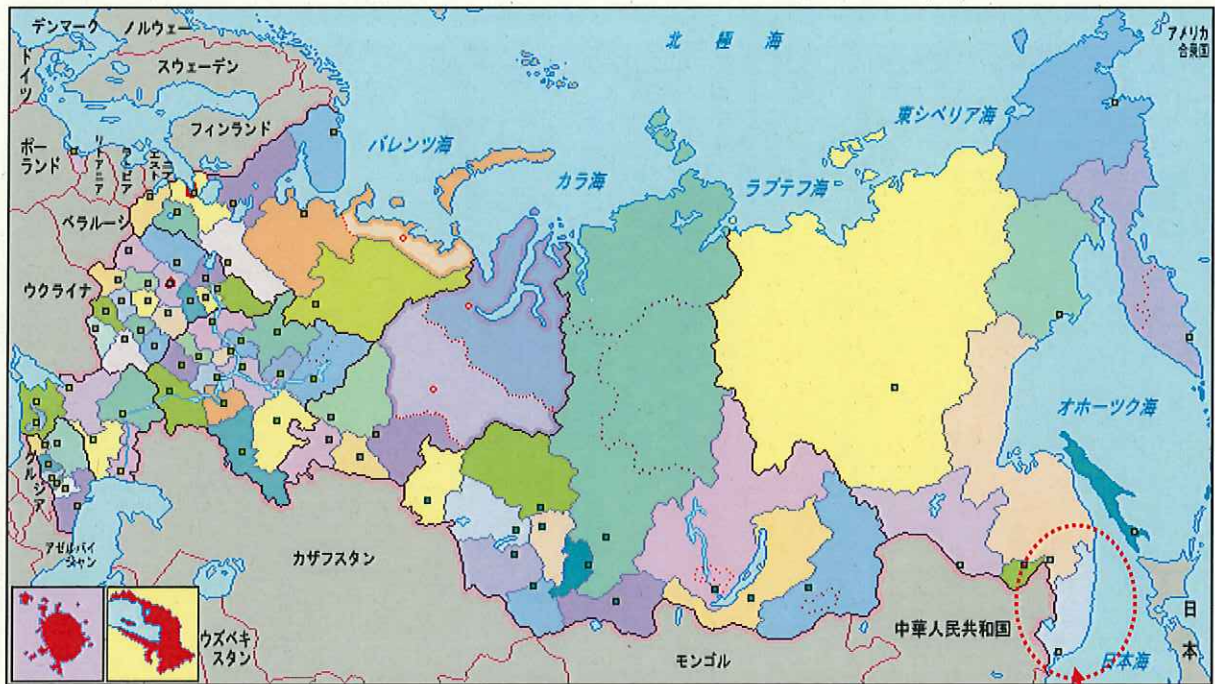 デンマーク
ノルウェー
北極海
アメリカ
合衆国
ドイツ
スウェーデン
フィンランド
バレンツ海
東シベリア海
ポー
ランド
リトアニア
ラトビア
エストニア
カラ海
ラプテフ海
ベラルーシ
ウクライナ
オホーツク海
グルジア
アゼルバイ
ジャン
カザフスタン
ウズベキ
スタン
モンゴル
中華人民共和国
日本海
日本